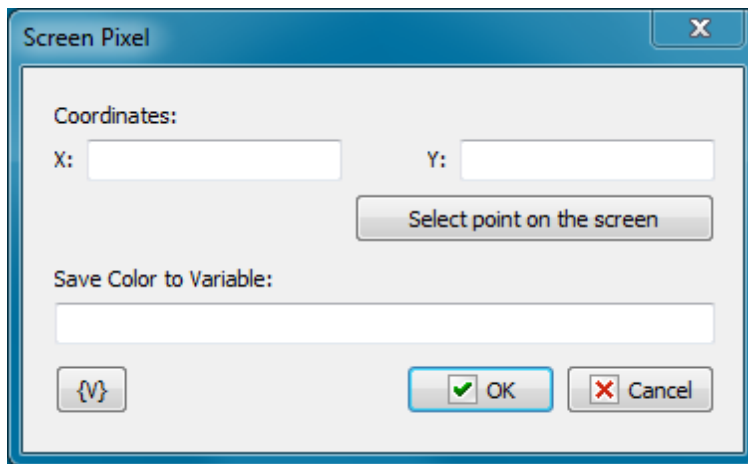 Screen Pixel
Coordinates:
X: Y:
Select point on the screen
Save Color to Variable:
{V} OK Cancel